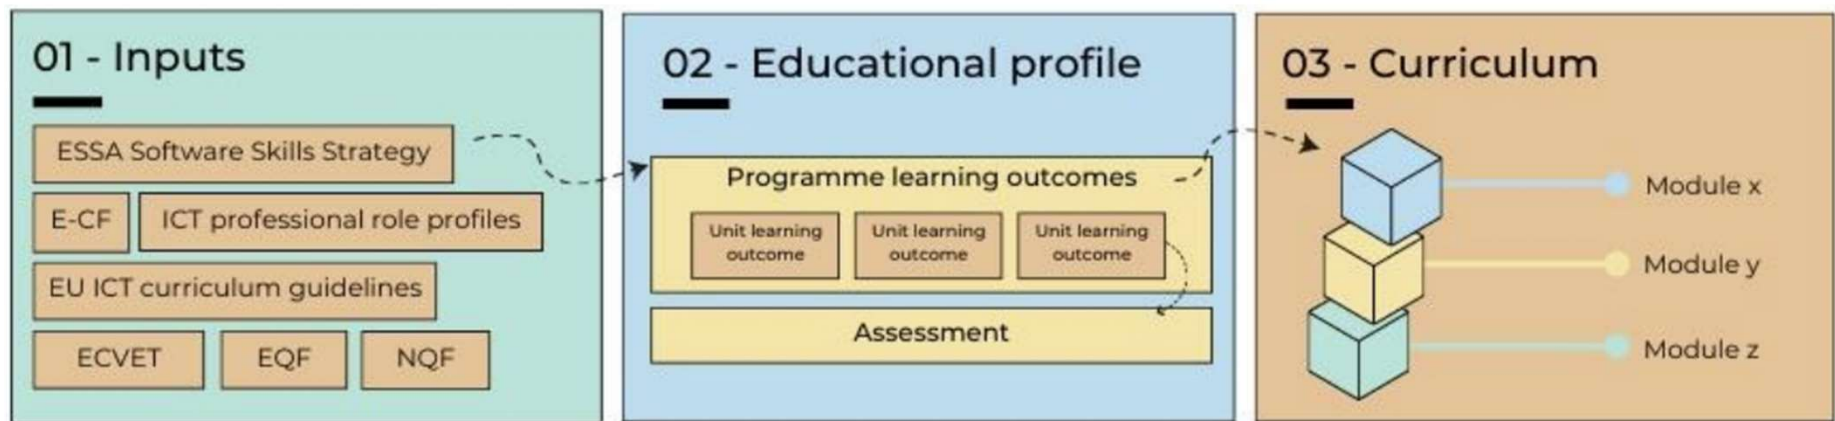 01 - Inputs
ESSA Software Skills Strategy
E-CF
ICT professional role profiles
EU ICT curriculum guidelines
ECVET
EQF
NQF
02 - Educational profile
Programme learning outcomes
Unit learning
outcome
Unit learning
outcome
Unit learning
outcome
Assessment
03 - Curriculum
Module x
Module y
Module z